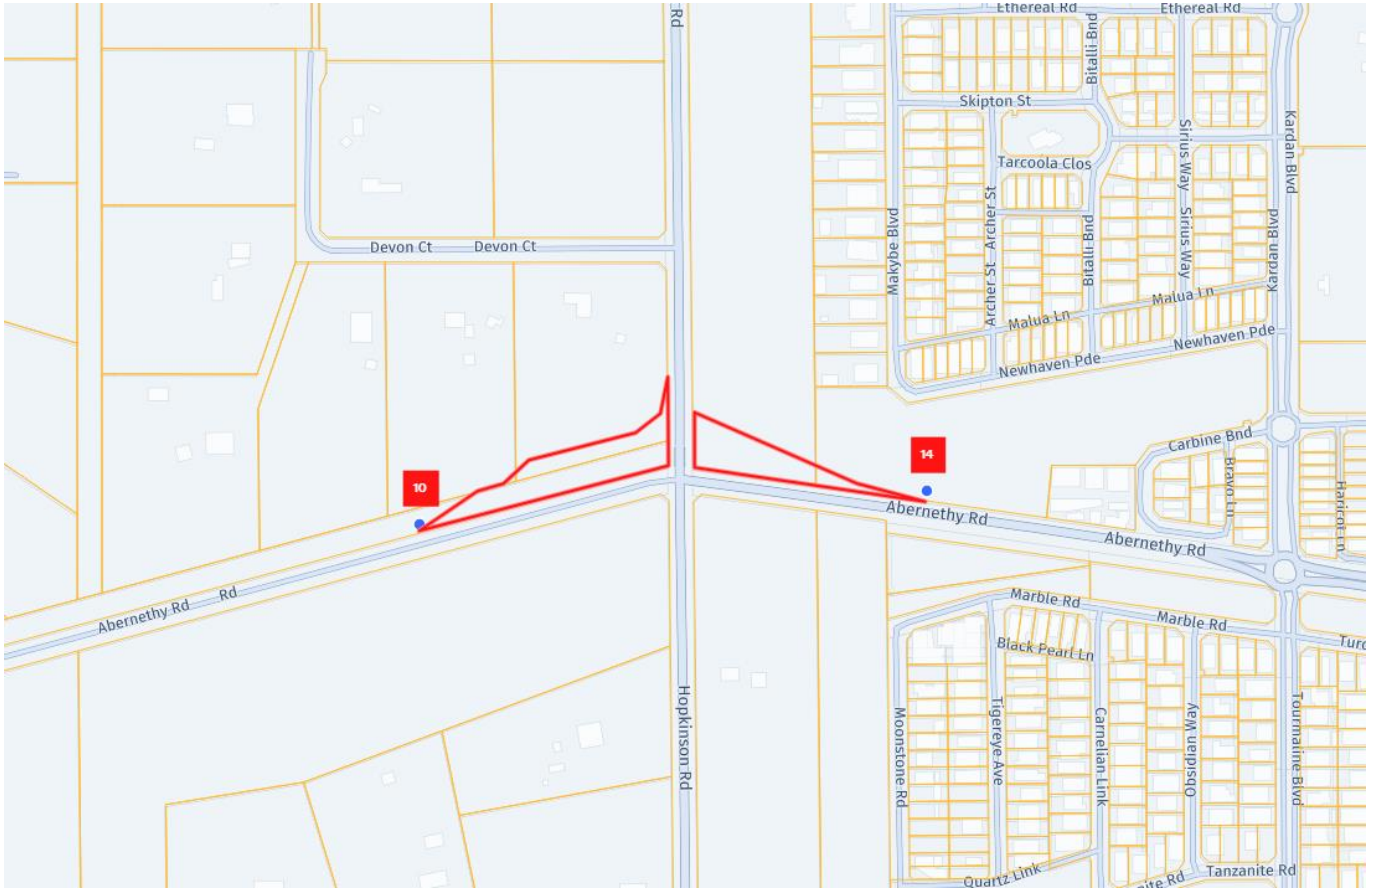 Rd
Ethereal Rd
Ethereal Rd
Bitalli Bnd
Skipton St
Kardan Blvd
Sirius Way
Tarcoola Clos
Makybe Blvd
Archer St
Archer St
Bitalli Bnd
Sirius Way
Kardan Blvd
Devon Ct
Devon Ct
Malua Ln
Malua Ln
Newhaven Pde
Newhaven Pde
Carbine Bnd
14
10
Bravo Ln
Haricot Ln
Abernethy Rd
Abernethy Rd
Rd
Abernethy Rd
Marble Rd
Marble Rd
Black Pearl Ln
Hopkinson Rd
Moonstone Rd
Tigereye Ave
Carnelian Link
Obsidian Way
Tourmaline Blvd
Quartz Link
Tanzanite Rd